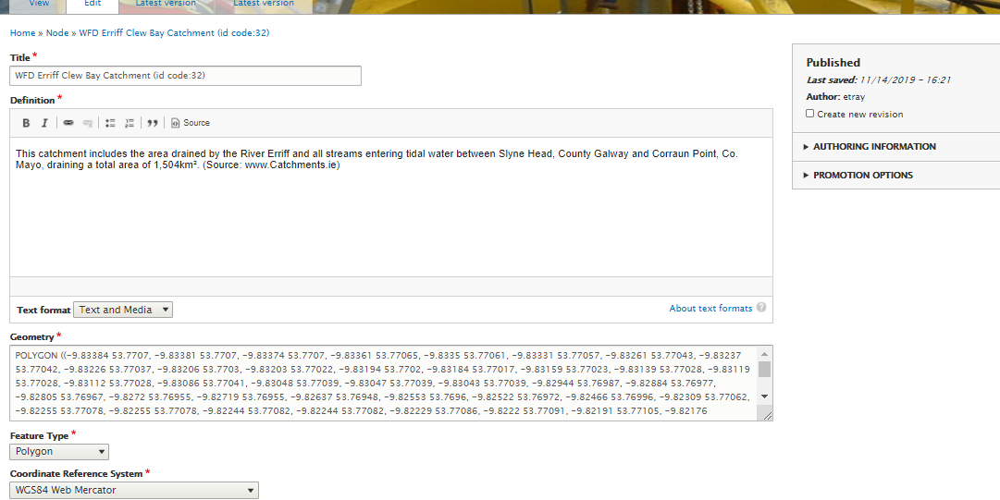 View Edit Latest version Latest version
Home » Node » WFD Erriff Clew Bay Catchment (id code:32)
Title *
WFD Erriff Clew Bay Catchment (id code:32)
Definition *
B I Source
This catchment includes the area drained by the River Erriff and all streams entering tidal water between Slyne Head, County Galway and Corraun Point, Co.
Mayo, draining a total area of 1,504km². (Source: www.Catchments.ie)
Text format Text and Media
About text formats ?
Geometry *
POLYGON ((-9.83384 53.7707, -9.83381 53.7707, -9.83374 53.7707, -9.83361 53.77065, -9.8335 53.77061, -9.83331 53.77057, -9.83261 53.77043, -9.83237
53.77042, -9.83226 53.77037, -9.83206 53.7703, -9.83203 53.77022, -9.83194 53.7702, -9.83184 53.77017, -9.83159 53.77023, -9.83139 53.77028, -9.83119
53.77028, -9.83112 53.77028, -9.83086 53.77041, -9.83048 53.77039, -9.83047 53.77039, -9.83043 53.77039, -9.82944 53.76987, -9.82884 53.76977,
-9.82805 53.76967, -9.8272 53.76955, -9.82719 53.76955, -9.82637 53.76948, -9.82553 53.7696, -9.82522 53.76972, -9.82466 53.76996, -9.82309 53.77062,
-9.82255 53.77078, -9.82255 53.77078, -9.82244 53.77082, -9.82244 53.77082, -9.82229 53.77086, -9.8222 53.77091, -9.82191 53.77105, -9.82176
Feature Type *
Polygon
Coordinate Reference System *
WGS84 Web Mercator
Published
Last saved: 11/14/2019 - 16:21
Author: etray
Create new revision
AUTHORING INFORMATION
PROMOTION OPTIONS